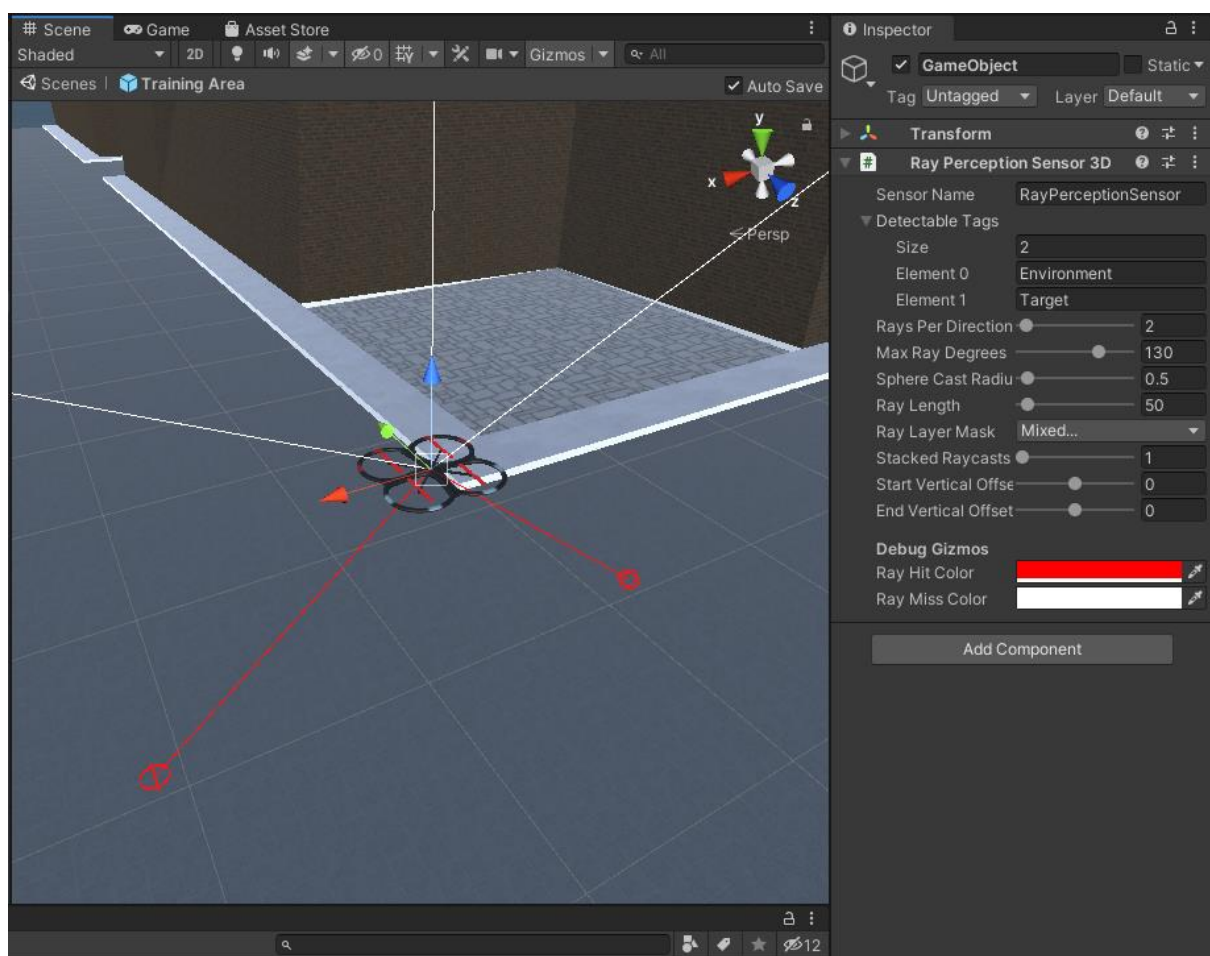 Scene Game Asset Store
Shaded 2D 0 Gizmos All
Scenes Training Area Auto Save
y
x
z
Persp
12
Inspector
GameObject Static
Tag Untagged Layer Default
Transform
# Ray Perception Sensor 3D
Sensor Name RayPerceptionSensor
Detectable Tags
Size 2
Element 0 Environment
Element 1 Target
Rays Per Direction 2
Max Ray Degrees 130
Sphere Cast Radiu 0.5
Ray Length 50
Ray Layer Mask Mixed...
Stacked Raycasts 1
Start Vertical Offse 0
End Vertical Offset 0
Debug Gizmos
Ray Hit Color
Ray Miss Color
Add Component